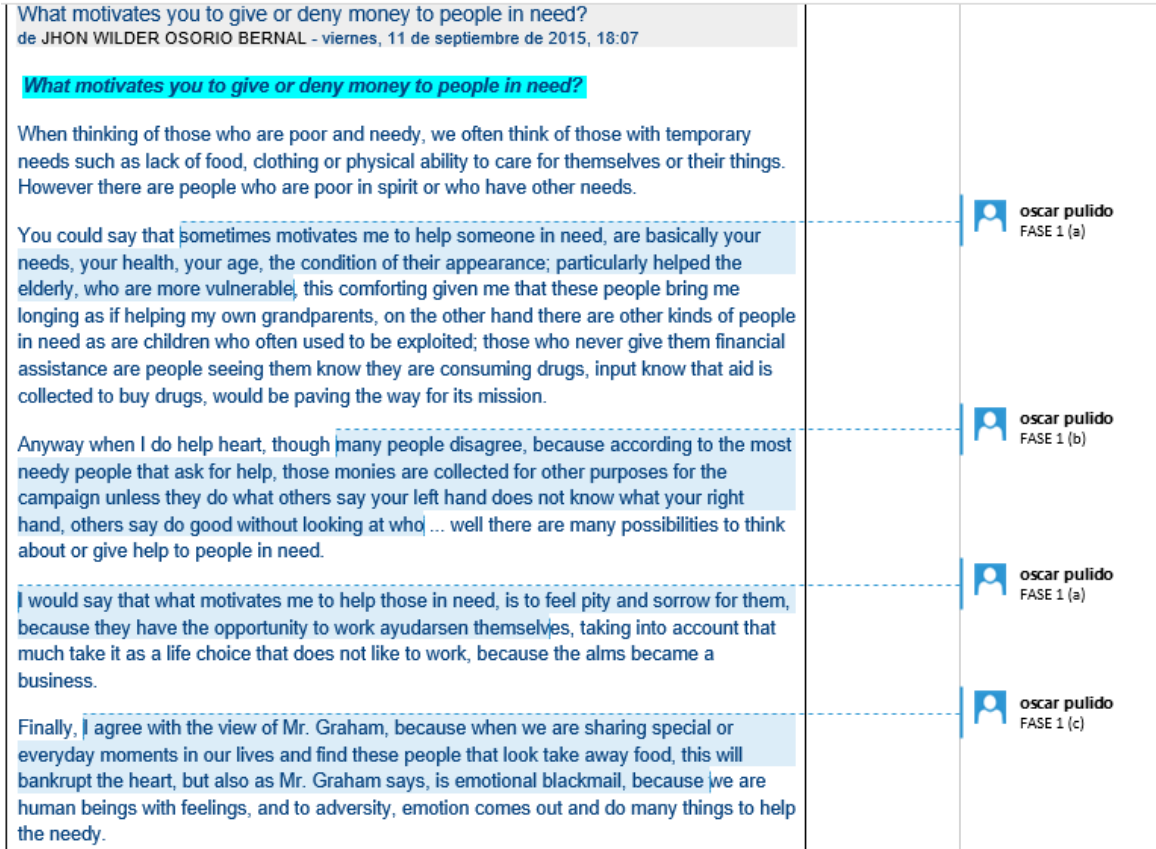 What motivates you to give or deny money to people in need?
de JHON WILDER OSORIO BERNAL - viernes, 11 de septiembre de 2015, 18:07
What motivates you to give or deny money to people in need?
When thinking of those who are poor and needy, we often think of those with temporary
needs such as lack of food, clothing or physical ability to care for themselves or their things.
However there are people who are poor in spirit or who have other needs.
oscar pulido
FASE 1 (a)
You could say that sometimes motivates me to help someone in need, are basically your
needs, your health, your age, the condition of their appearance; particularly helped the
elderly, who are more vulnerable, this comforting given me that these people bring me
longing as if helping my own grandparents, on the other hand there are other kinds of people
in need as are children who often used to be exploited; those who never give them financial
assistance are people seeing them know they are consuming drugs, input know that aid is
collected to buy drugs, would be paving the way for its mission.
oscar pulido
FASE 1 (b)
Anyway when I do help heart, though many people disagree, because according to the most
needy people that ask for help, those monies are collected for other purposes for the
campaign unless they do what others say your left hand does not know what your right
hand, others say do good without looking at who ... well there are many possibilities to think
about or give help to people in need.
oscar pulido
FASE 1 (a)
I would say that what motivates me to help those in need, is to feel pity and sorrow for them,
because they have the opportunity to work ayudarsen themselves, taking into account that
much take it as a life choice that does not like to work, because the alms became a
business.
oscar pulido
FASE 1 (c)
Finally, I agree with the view of Mr. Graham, because when we are sharing special or
everyday moments in our lives and find these people that look take away food, this will
bankrupt the heart, but also as Mr. Graham says, is emotional blackmail, because we are
human beings with feelings, and to adversity, emotion comes out and do many things to help
the needy.